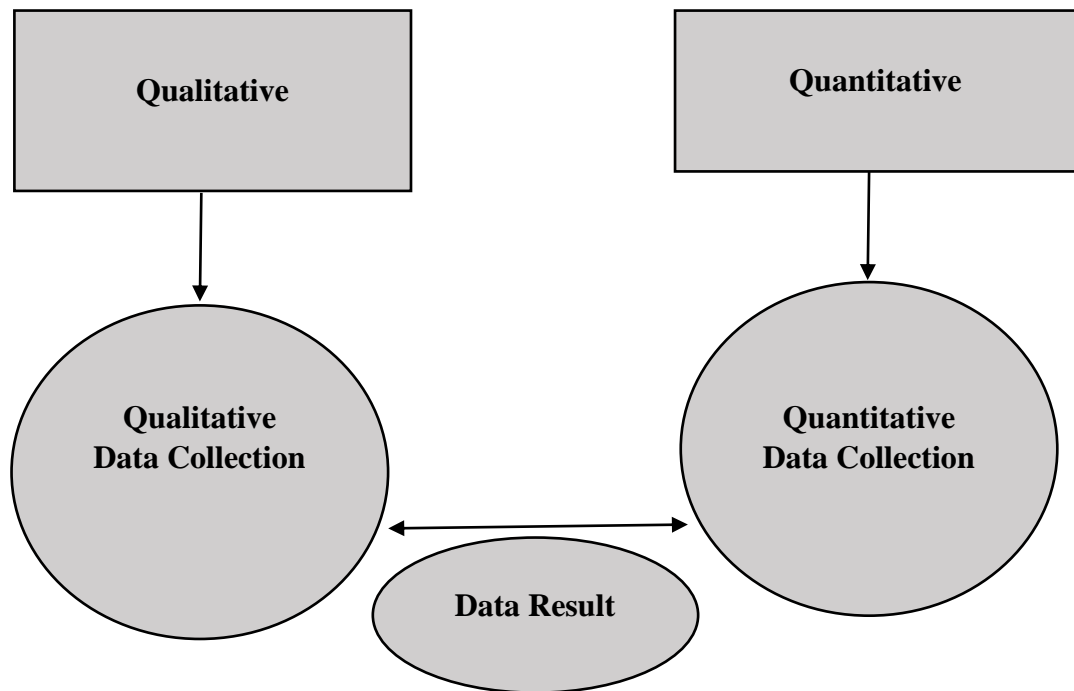 Qualitative
Quantitative
Qualitative
Data Collection
Quantitative
Data Collection
Data Result